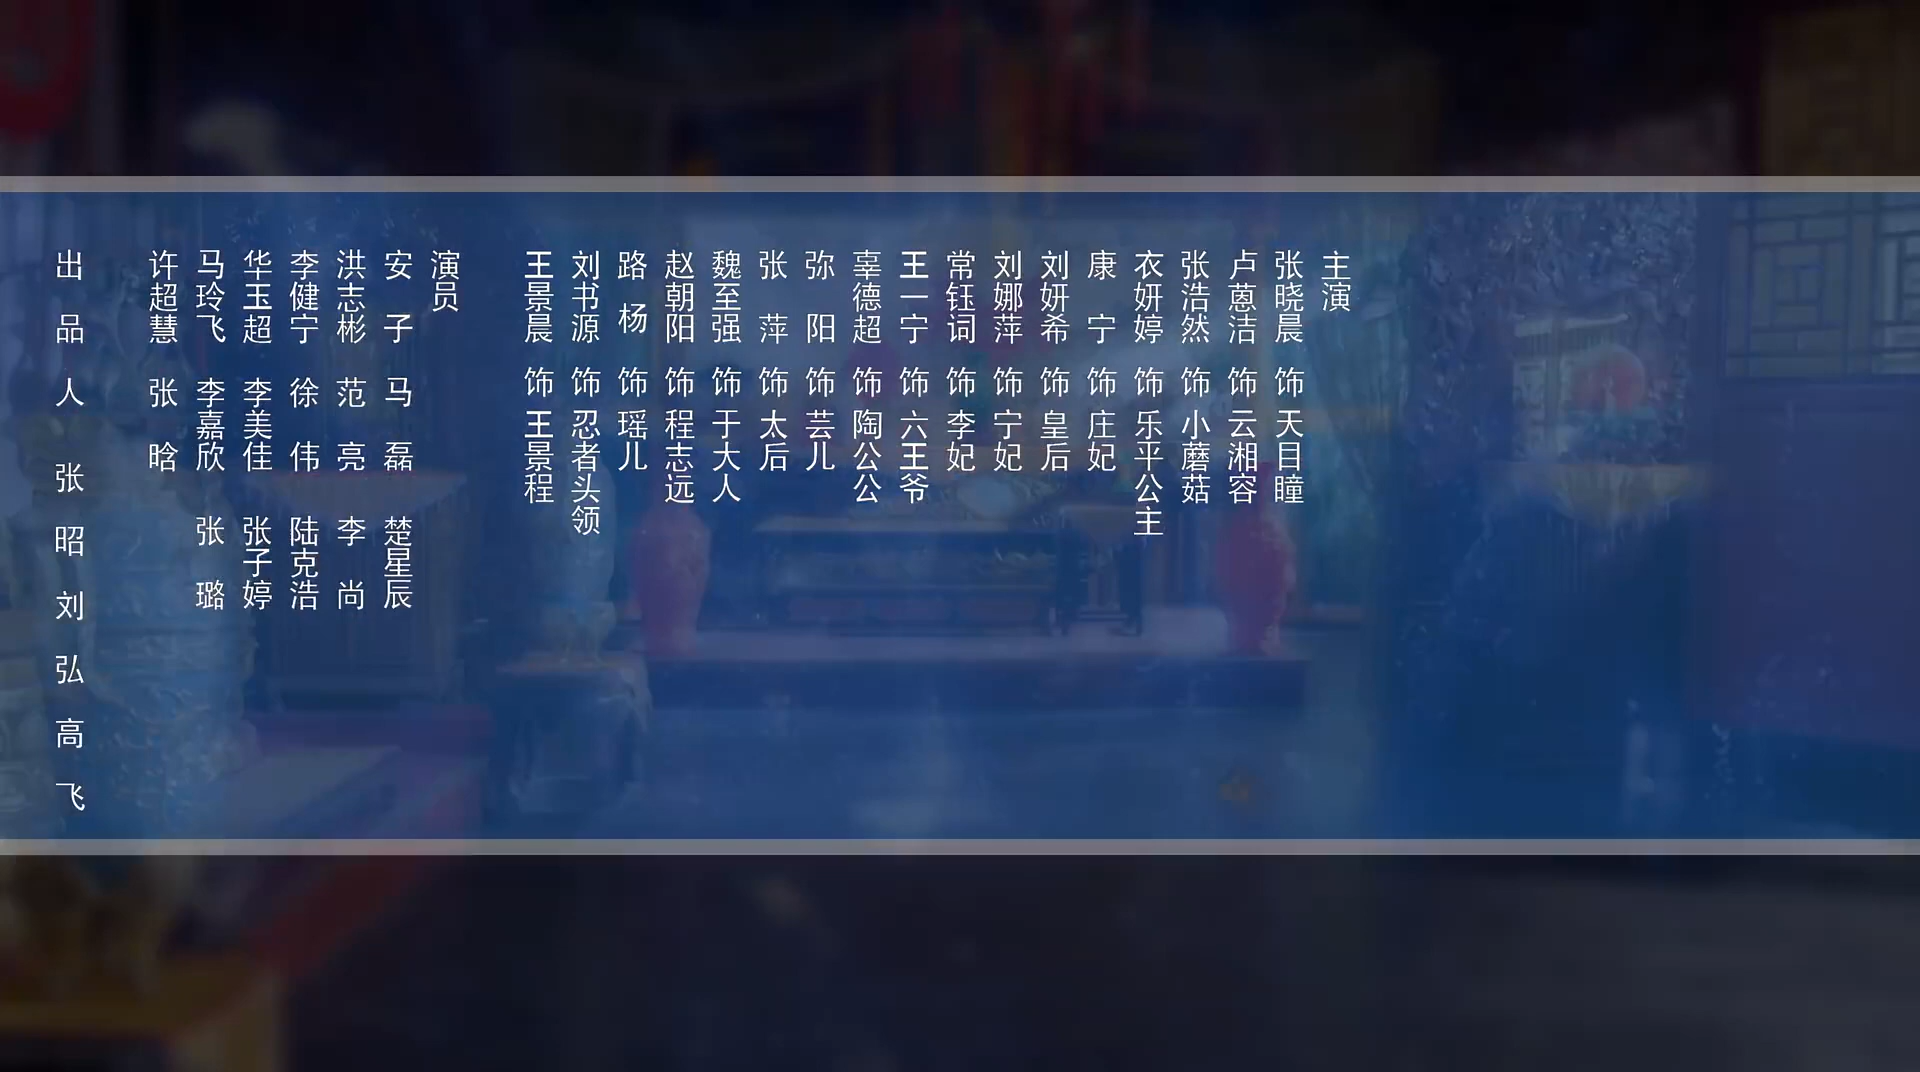 主演
张晓晨 饰 天目瞳
卢蒽洁 饰 云湘容
张浩然 饰 小蘑菇
衣妍婷 饰 乐平公主
康宁 饰 庄妃
刘妍希 饰 皇后
刘娜萍 饰 宁妃
常钰词 饰 李妃
王一宁 饰 六王爷
辜德超 饰 陶公公
弥阳 饰 芸儿
张萍 饰 太后
魏至强 饰 于大人
赵朝阳 饰 程志远
路杨 饰 瑶儿
刘书源 饰 忍者头领
王景晨 饰 王景程
演员
安子 马磊 楚星辰
洪志彬 范亮 李尚
李健宁 徐伟 陆克浩
华玉超 李美佳 张子婷
马玲飞 李嘉欣 张璐
许超慧 张晗
出品人 张昭 刘弘 高飞